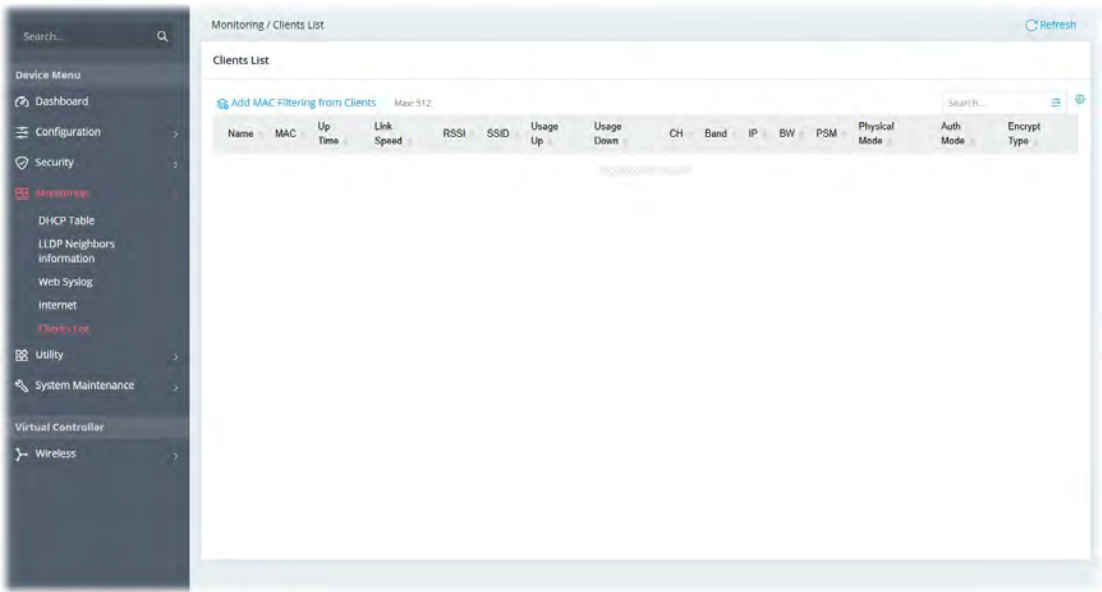 Search...
Device Menu
Dashboard
Configuration
Security
Monitoring
DHCP Table
LLDP Neighbors
Information
Web Syslog
Internet
Clients List
Utility
System Maintenance
Virtual Controller
Wireless
Monitoring / Clients List
Refresh
Clients List
Add MAC Filtering from Clients Max: 512
Search...
Name MAC Up Time Link Speed RSSI SSID Usage Up Usage Down CH Band IP BW PSM Physical Mode Auth Mode Encrypt Type